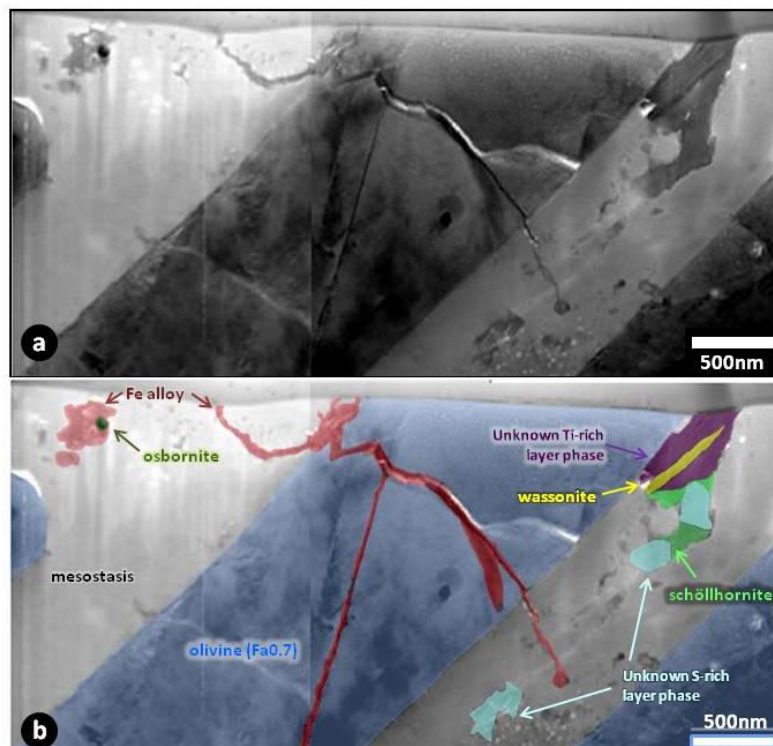 a
500nm
Fe alloy
osbornite
Unknown Ti-rich
layer phase
wassonite
mesostasis
schöllhornite
olivine (Fa0.7)
Unknown S-rich
layer phase
500nm
b